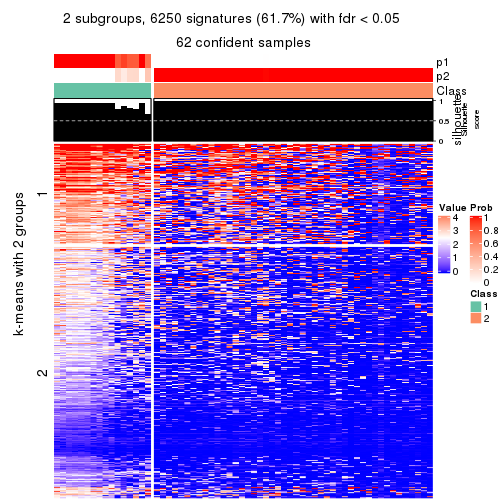 2 subgroups, 6250 signatures (61.7%) with fdr < 0.05
62 confident samples
p1
p2
Class
1
0.5
0
silhouette
Silhouette
score
k-means with 2 groups
1
2
Value
4
3
2
1
0
Prob
1
0.8
0.6
0.4
0.2
0
Class
1
2